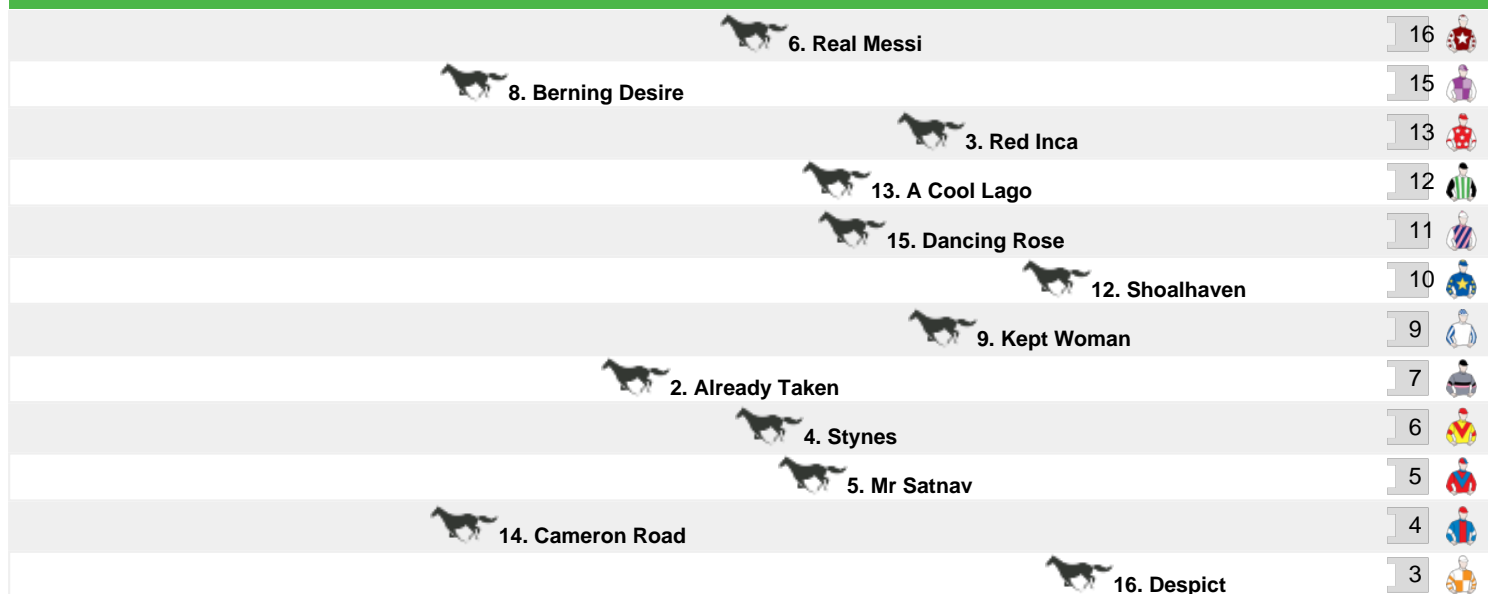 6. Real Messi 16
8. Berning Desire 15
3. Red Inca 13
13. A Cool Lago 12
15. Dancing Rose 11
12. Shoalhaven 10
9. Kept Woman 9
2. Already Taken 7
4. Stynes 6
5. Mr Satnav 5
14. Cameron Road 4
16. Despict 3